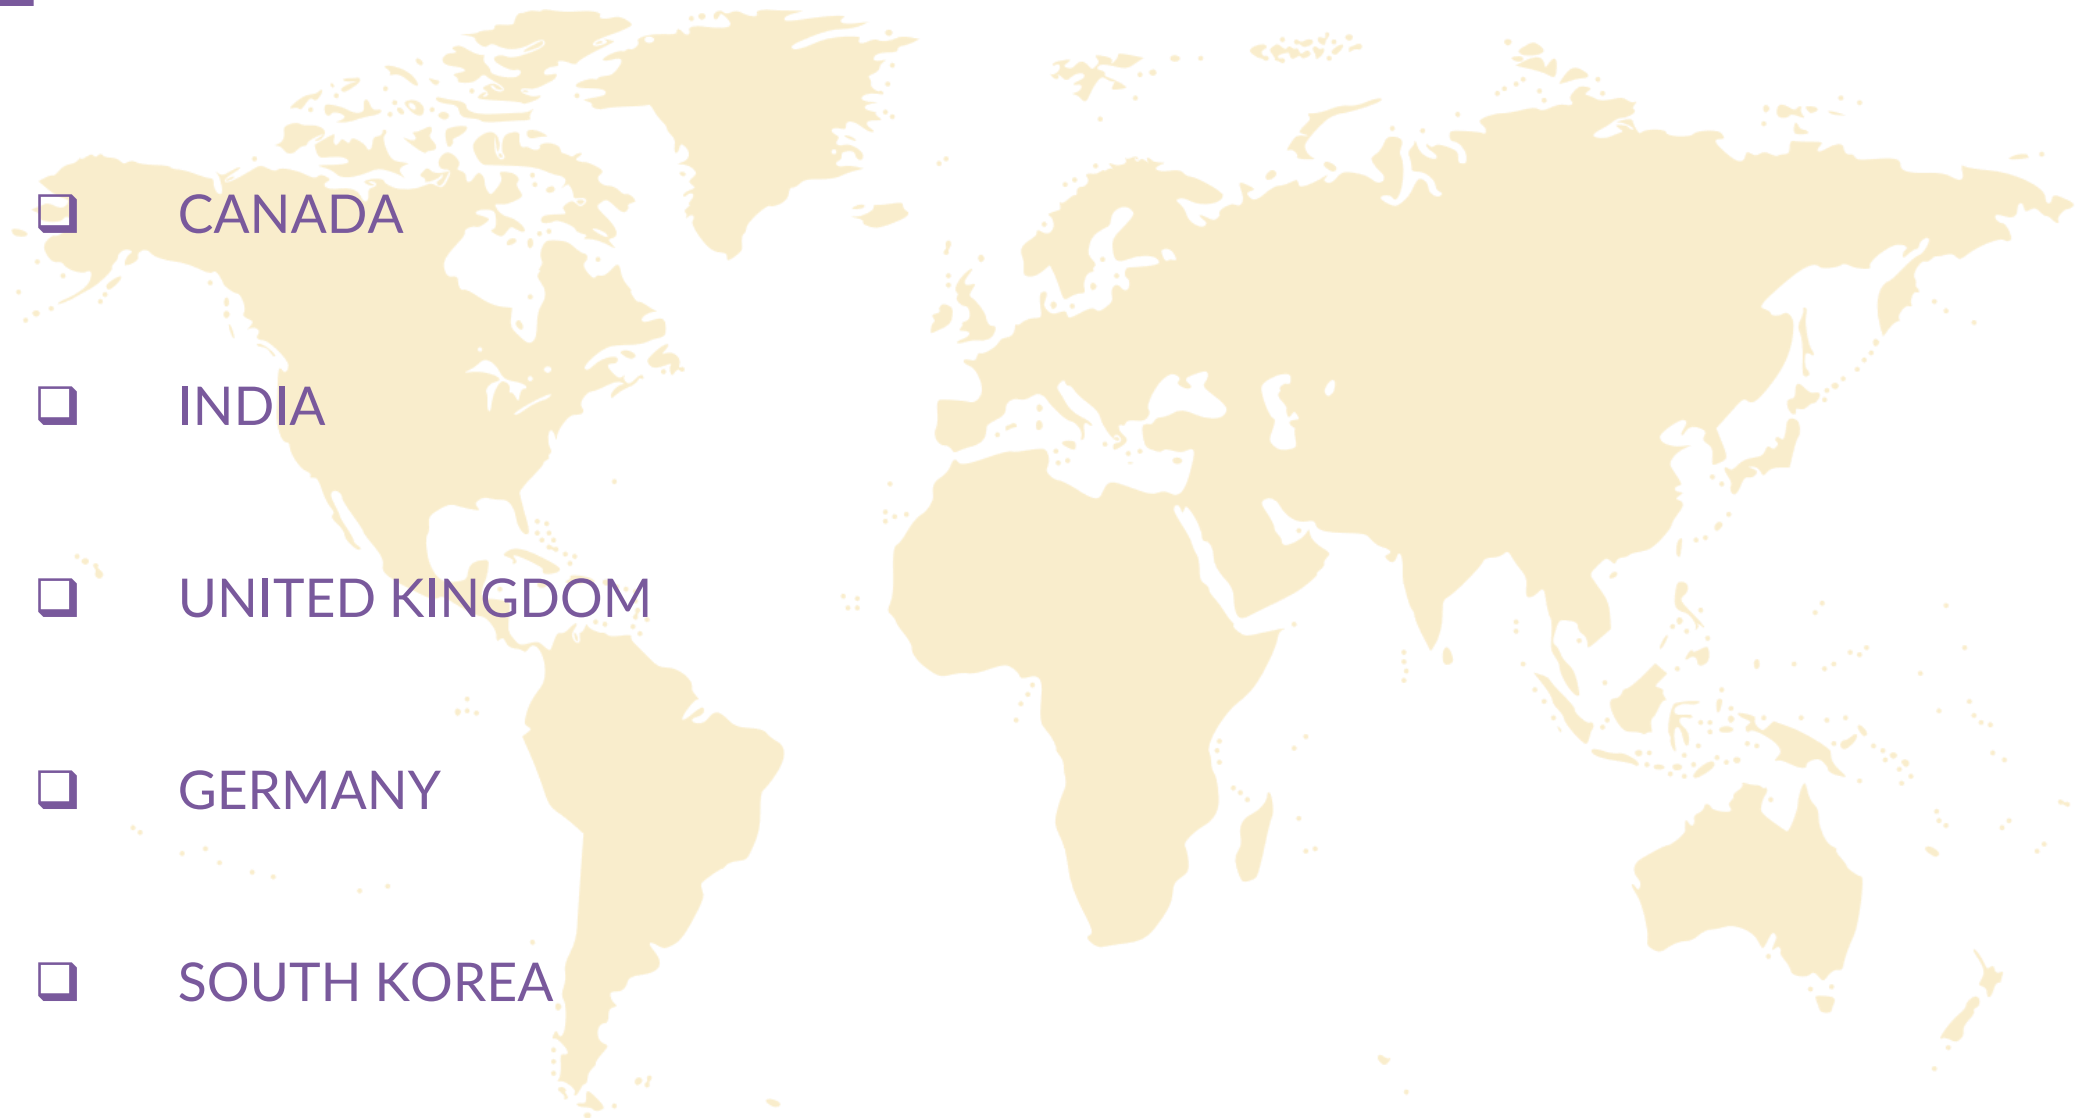 ❑ CANADA
❑ INDIA
❑ UNITED KINGDOM
❑ GERMANY
❑ SOUTH KOREA